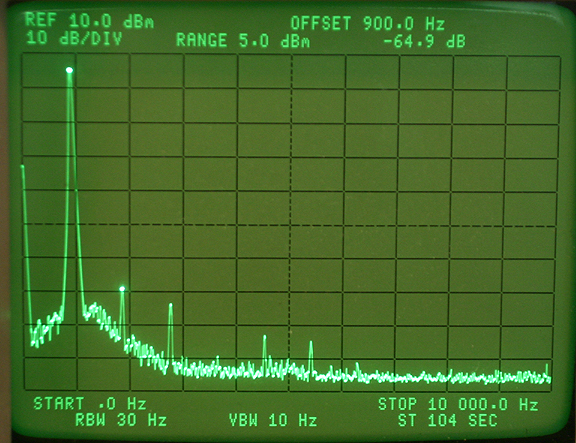 REF 10.0 dBm OFFSET 900.0 Hz
10 dB/DIV RANGE 5.0 dBm -64.9 dB
START .0 Hz STOP 10 000.0 Hz
RBW 30 Hz VBW 10 Hz ST 104 SEC